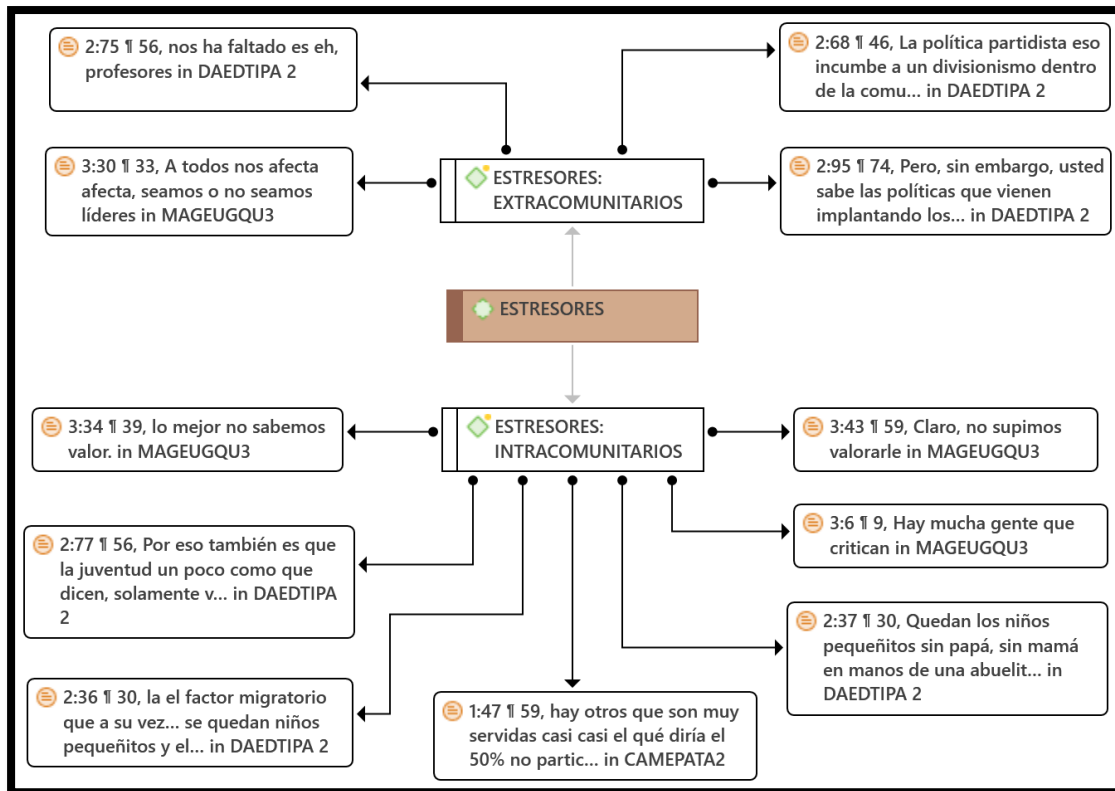 2:75 ¶ 56, nos ha faltado es eh,
profesores in DAEDTIPA 2
2:68 ¶ 46, La política partidista eso
incumbe a un divisionismo dentro
de la comu... in DAEDTIPA 2
3:30 ¶ 33, A todos nos afecta
afecta, seamos o no seamos
líderes in MAGEUGQU3
ESTRESORES:
EXTRACOMUNITARIOS
2:95 ¶ 74, Pero, sin embargo, usted
sabe las políticas que vienen
implantando los... in DAEDTIPA 2
ESTRESORES
3:34 ¶ 39, lo mejor no sabemos
valor. in MAGEUGQU3
ESTRESORES:
INTRACOMUNITARIOS
3:43 ¶ 59, Claro, no supimos
valorarle in MAGEUGQU3
2:77 ¶ 56, Por eso también es que
la juventud un poco como que
dicen, solamente v... in DAEDTIPA
2
3:6 ¶ 9, Hay mucha gente que
critican in MAGEUGQU3
2:37 ¶ 30, Quedan los niños
pequeñitos sin papá, sin mamá
en manos de una abuelit... in
DAEDTIPA 2
2:36 ¶ 30, la el factor migratorio
que a su vez... se quedan niños
pequeñitos y el... in DAEDTIPA 2
1:47 ¶ 59, hay otros que son muy
servidas casi casi el qué diría el
50% no partic... in CAMEPATA2